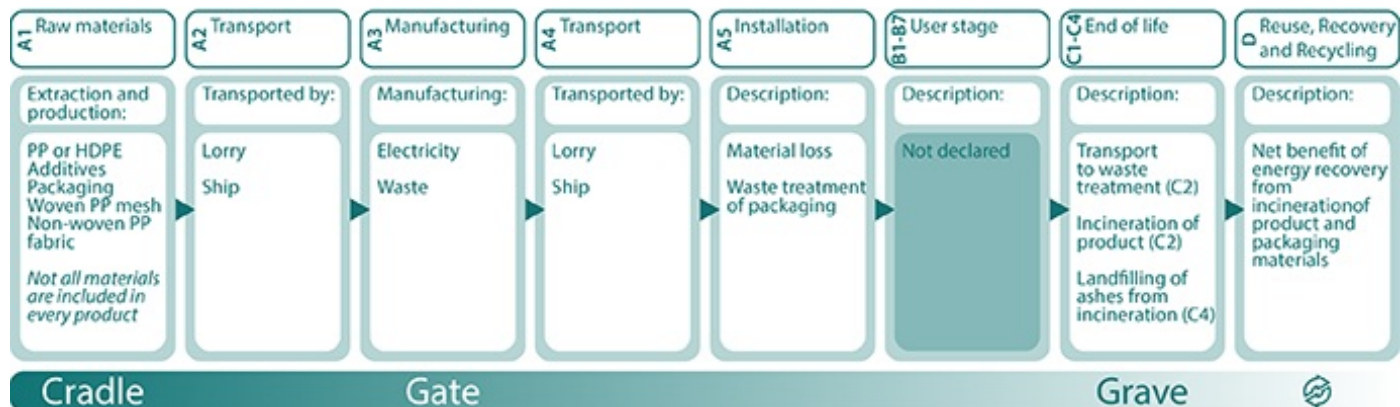 A1 Raw materials
Extraction and
production:
PP or HDPE
Additives
Packaging
Woven PP mesh
Non-woven PP
fabric
Not all materials
are included in
every product
A2 Transport
Transported by:
Lorry
Ship
A3 Manufacturing
Manufacturing:
Electricity
Waste
A4 Transport
Transported by:
Lorry
Ship
A5 Installation
Description:
Material loss
Waste treatment
of packaging
B1-B7 User stage
Description:
Not declared
C1-C4 End of life
Description:
Transport
to waste
treatment (C2)
Incineration of
product (C2)
Landfilling of
ashes from
incineration (C4)
D Reuse, Recovery
and Recycling
Description:
Net benefit of
energy recovery
from
incinerationof
product and
packaging
materials
Cradle
Gate
Grave